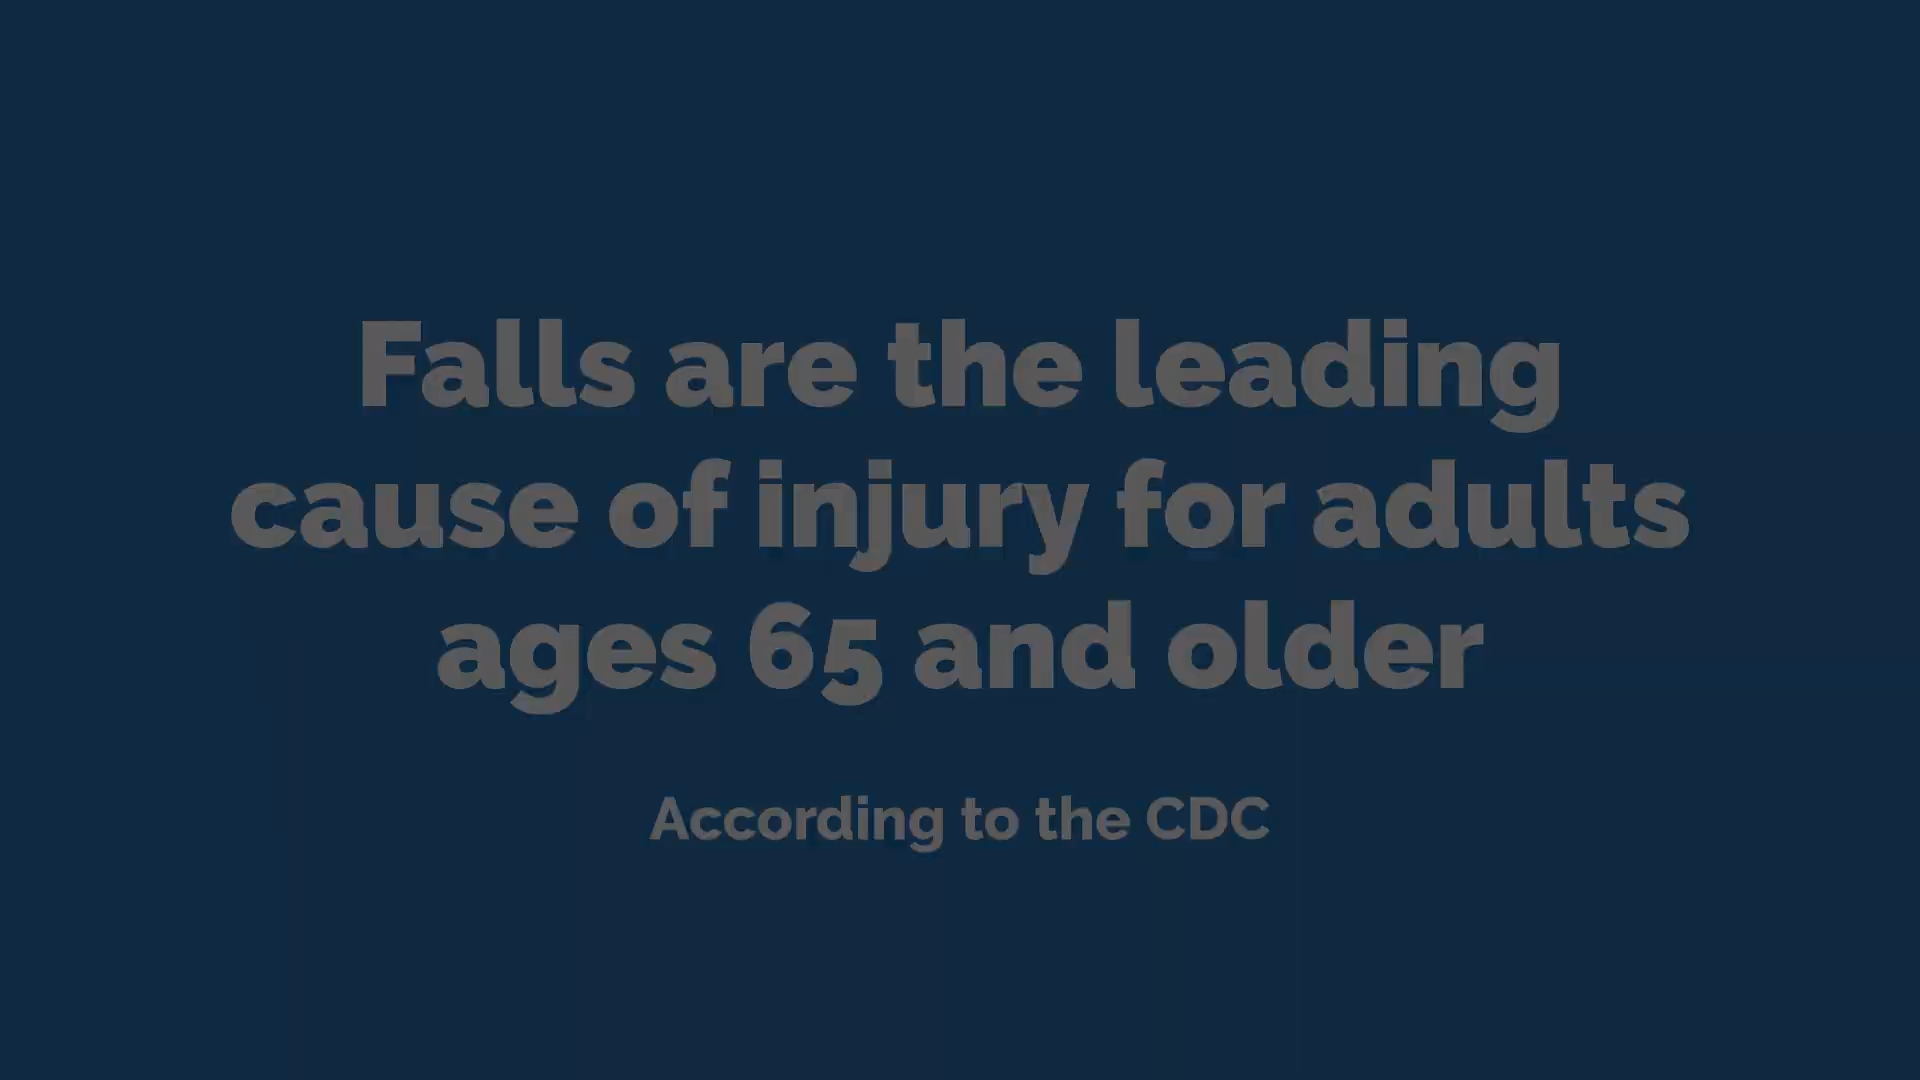 Falls are the leading
cause of injury for adults
ages 65 and older
According to the CDC